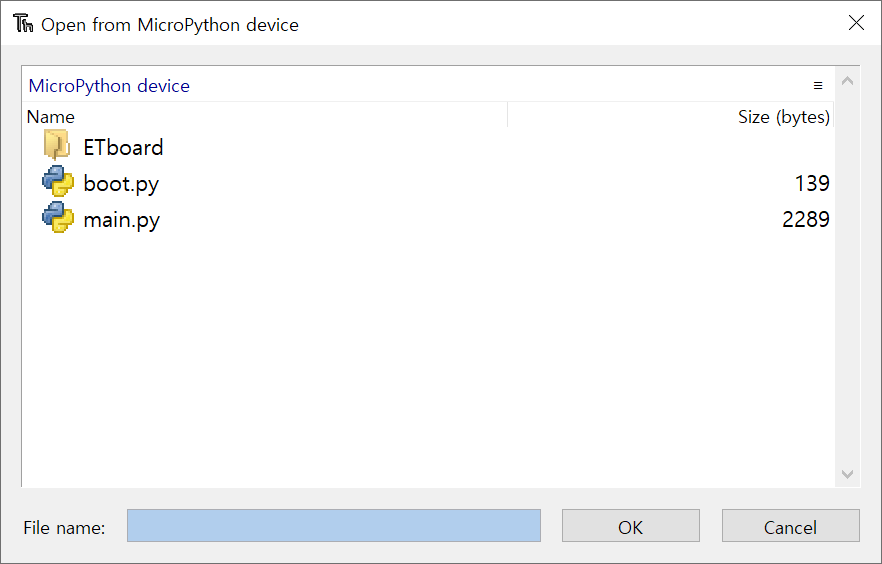 Open from MicroPython device
MicroPython device
Name Size (bytes)
ETboard
boot.py 139
main.py 2289
File name: OK Cancel